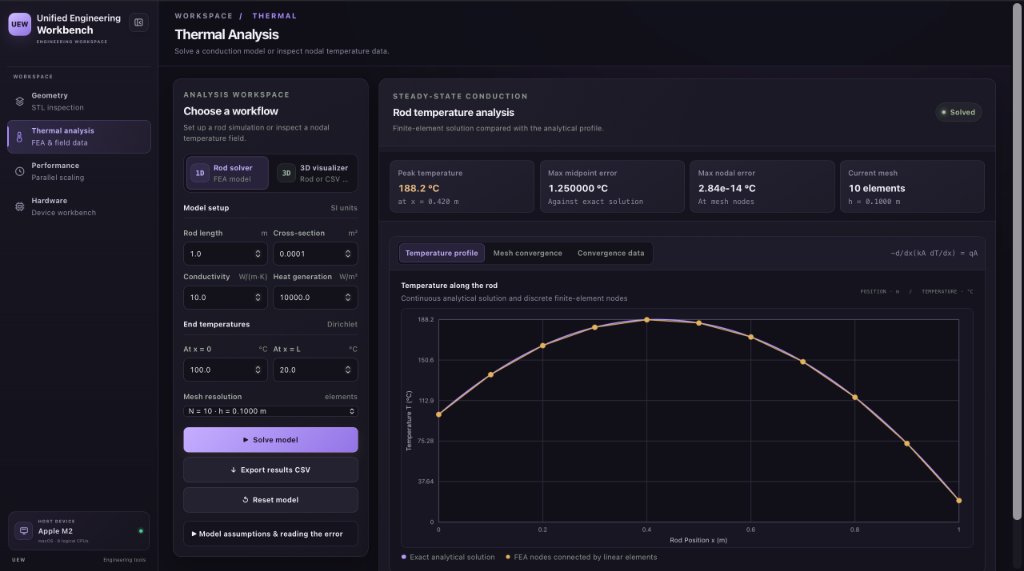 UEW
Unified Engineering
Workbench
ENGINEERING WORKSPACE
WORKSPACE
Geometry
STL inspection
Thermal analysis
FEA & field data
Performance
Parallel scaling
Hardware
Device workbench
HOST DEVICE
Apple M2
macOS · 8 logical CPUs
UEW
Engineering tools
WORKSPACE / THERMAL
Thermal Analysis
Solve a conduction model or inspect nodal temperature data.
ANALYSIS WORKSPACE
Choose a workflow
Set up a rod simulation or inspect a nodal
temperature field.
1D Rod solver
FEA model
3D 3D visualizer
Rod or CSV ...
Model setup SI units
Rod length m Cross-section m²
1.0 0.0001
Conductivity W/(m·K) Heat generation W/m³
10.0 10000.0
End temperatures Dirichlet
At x = 0 °C At x = L °C
100.0 20.0
Mesh resolution elements
N = 10 · h = 0.1000 m
Solve model
Export results CSV
Reset model
Model assumptions & reading the error
STEADY-STATE CONDUCTION
Rod temperature analysis
Finite-element solution compared with the analytical profile.
Solved
Peak temperature
188.2 °C
at x = 0.420 m
Max midpoint error
1.250000 °C
Against exact solution
Max nodal error
2.84e-14 °C
At mesh nodes
Current mesh
10 elements
h = 0.1000 m
Temperature profile Mesh convergence Convergence data
−d/dx(kA dT/dx) = qA
Temperature along the rod
Continuous analytical solution and discrete finite-element nodes
POSITION · m / TEMPERATURE · °C
Temperature T (°C)
188.2
150.6
112.9
75.28
37.64
0
0 0.2 0.4 0.6 0.8 1
Rod Position x (m)
Exact analytical solution FEA nodes connected by linear elements